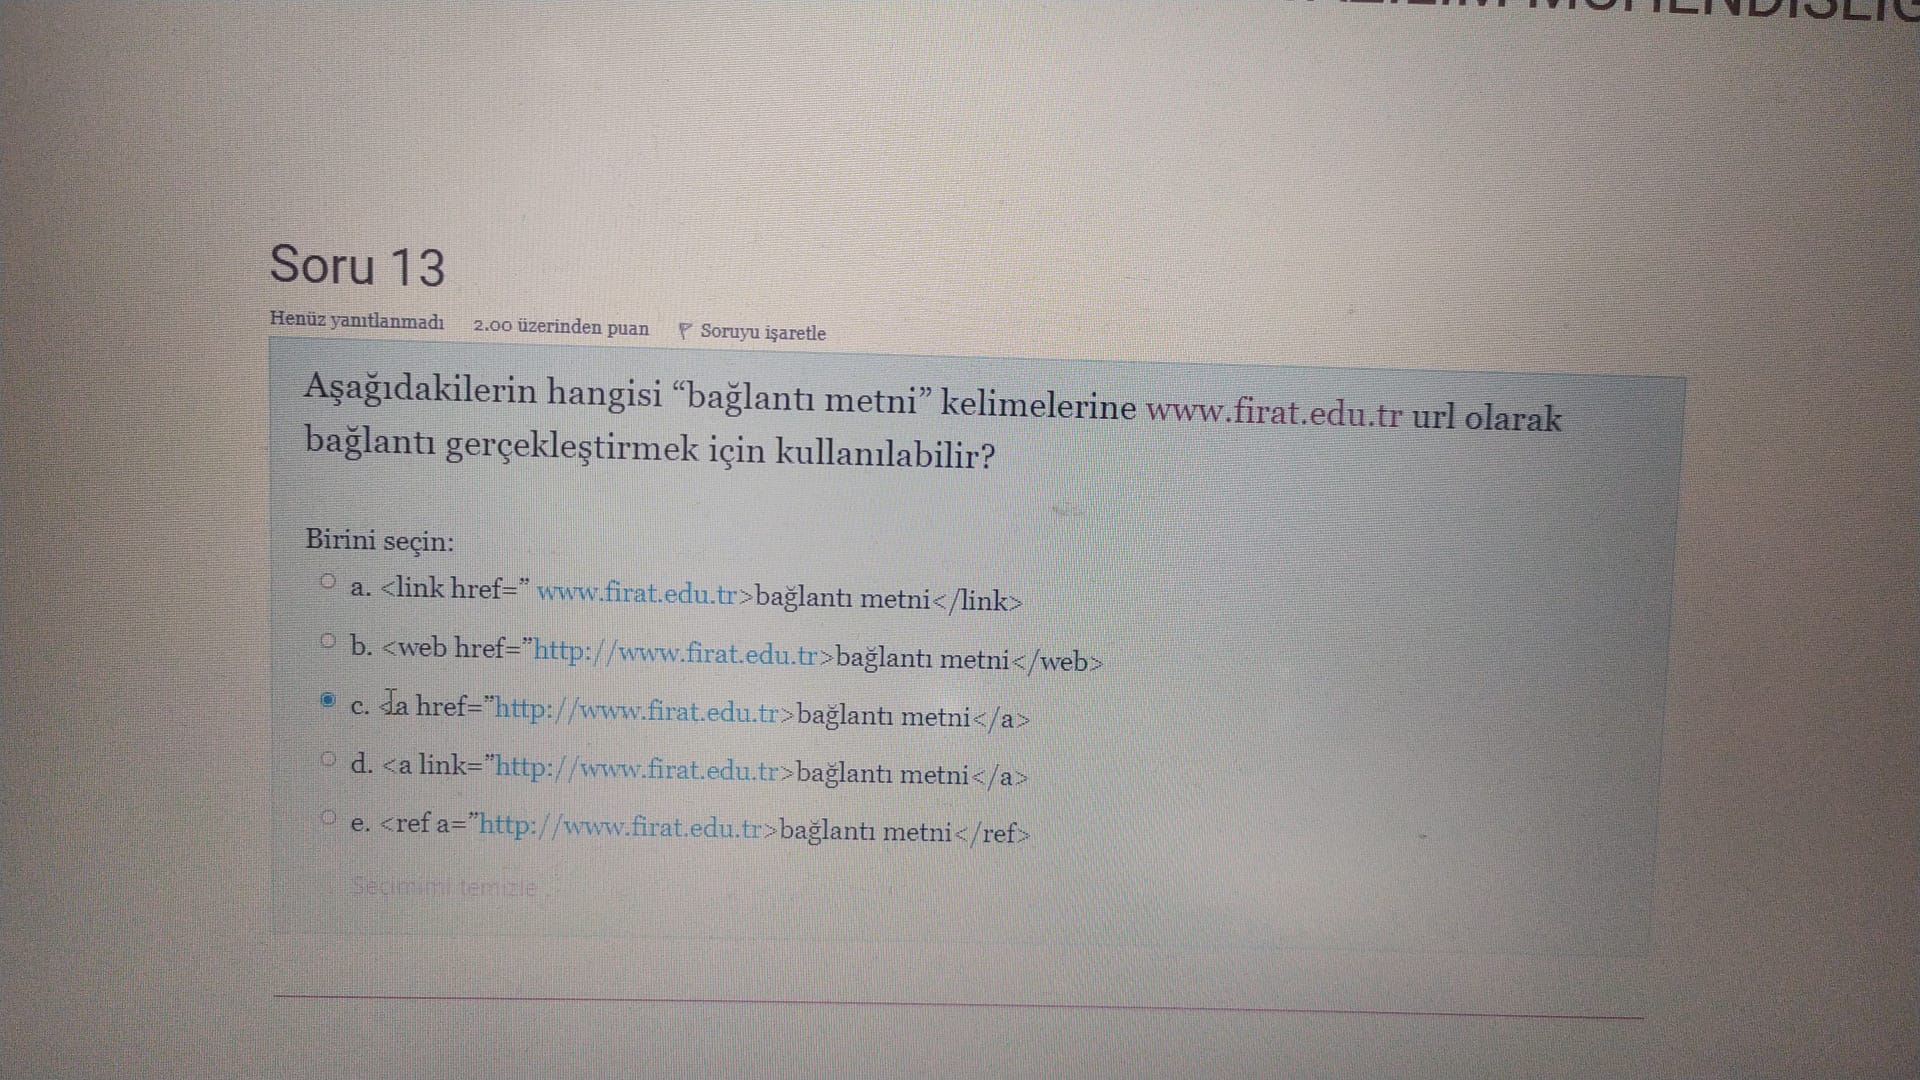 Soru 13
Henüz yanıtlanmadı 2.00 üzerinden puan Soruyu işaretle
Aşağıdakilerin hangisi “bağlantı metni” kelimelerine www.firat.edu.tr url olarak
bağlantı gerçekleştirmek için kullanılabilir?
Birini seçin:
a. <link href=” www.firat.edu.tr>bağlantı metni</link>
b. <web href=”http://www.firat.edu.tr>bağlantı metni</web>
c. <a href=”http://www.firat.edu.tr>bağlantı metni</a>
d. <a link=”http://www.firat.edu.tr>bağlantı metni</a>
e. <ref a=”http://www.firat.edu.tr>bağlantı metni</ref>
Seçimimi temizle